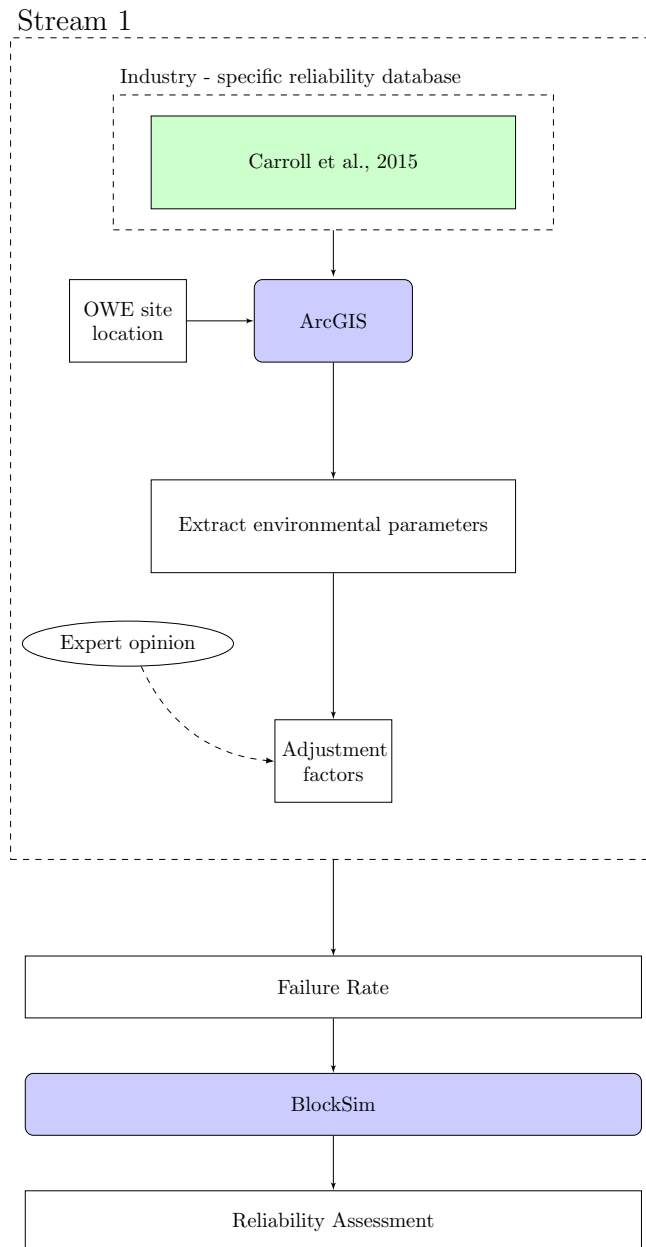 Stream 1
Industry - specific reliability database
Carroll et al., 2015
OWE site
location
ArcGIS
Extract environmental parameters
Expert opinion
Adjustment
factors
Failure Rate
BlockSim
Reliability Assessment